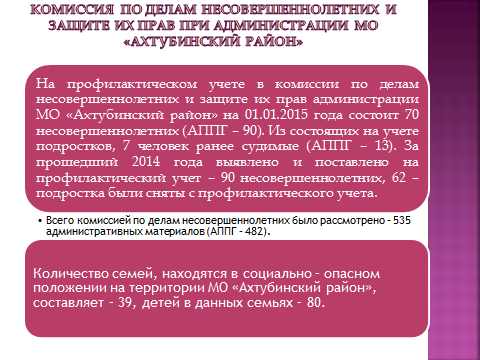 КОМИССИЯ ПО ДЕЛАМ НЕСОВЕРШЕННОЛЕТНИХ И
ЗАЩИТЕ ИХ ПРАВ ПРИ АДМИНИСТРАЦИИ МО
«АХТУБИНСКИЙ РАЙОН»
На профилактическом учете в комиссии по делам
несовершеннолетних и защите их прав администрации
МО «Ахтубинский район» на 01.01.2015 года состоит 70
несовершеннолетних (АППГ – 90). Из состоящих на учете
подростков, 7 человек ранее судимые (АППГ – 13). За
прошедший 2014 года выявлено и поставлено на
профилактический учет – 90 несовершеннолетних, 62 –
подростка были сняты с профилактического учета.
• Всего комиссией по делам несовершеннолетних было рассмотрено – 535
административных материалов (АППГ – 482).
Количество семей, находятся в социально – опасном
положении на территории МО «Ахтубинский район»,
составляет – 39, детей в данных семьях – 80.